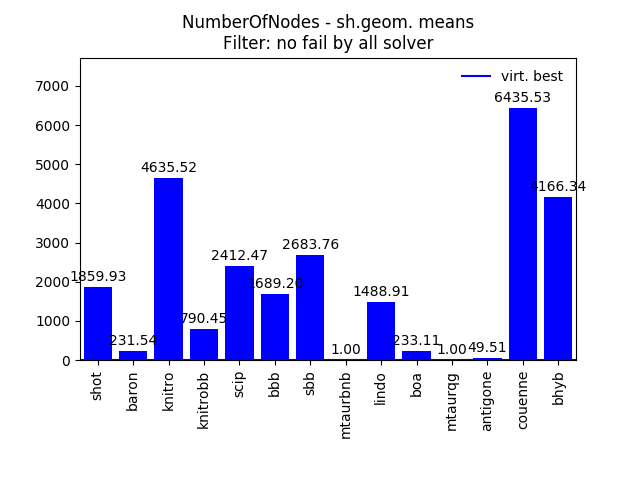 NumberOfNodes - sh.geom. means
Filter: no fail by all solver
virt. best
7000
6000
5000
4000
3000
2000
1000
0
1859.93
231.54
4635.52
790.45
2412.47
1689.20
2683.76
1.00
1488.91
233.11
1.00
49.51
6435.53
4166.34
shot
baron
knitro
knitrobb
scip
bbb
sbb
mtaurbnb
lindo
boa
mtaurqg
antigone
couenne
bhyb